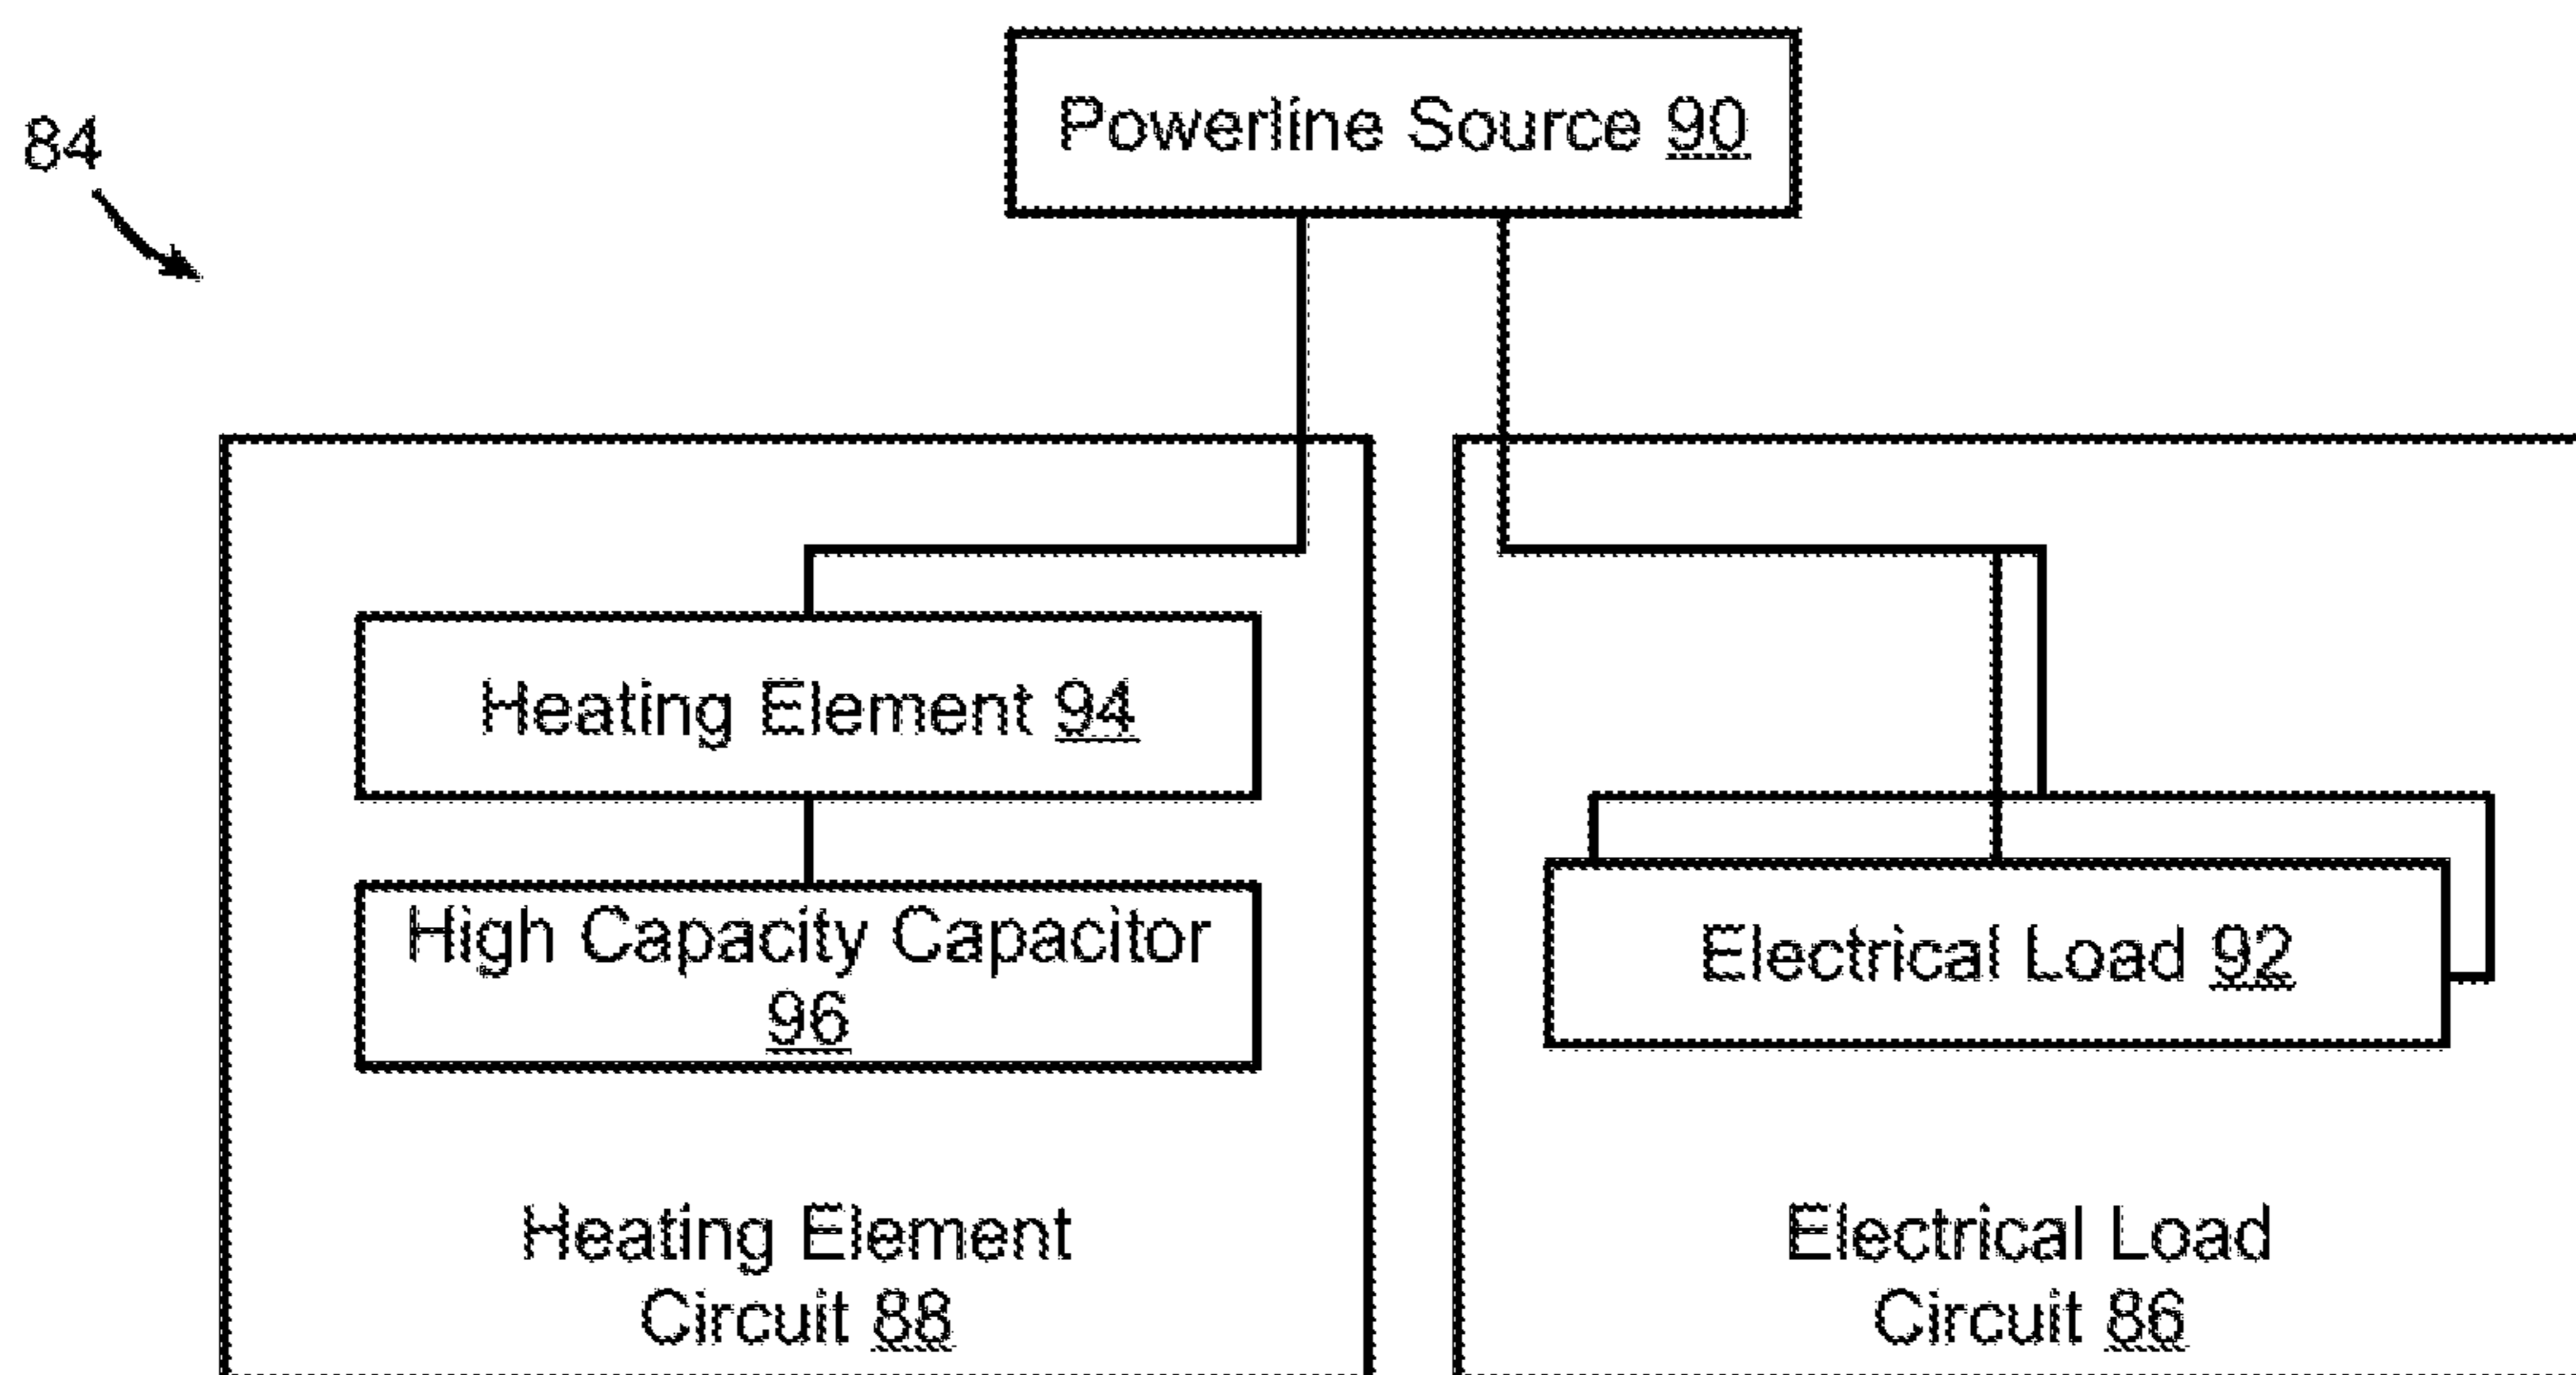 84
Powerline Source 90
Heating Element 94
High Capacity Capacitor
96
Electrical Load 92
Heating Element
Circuit 88
Electrical Load
Circuit 86